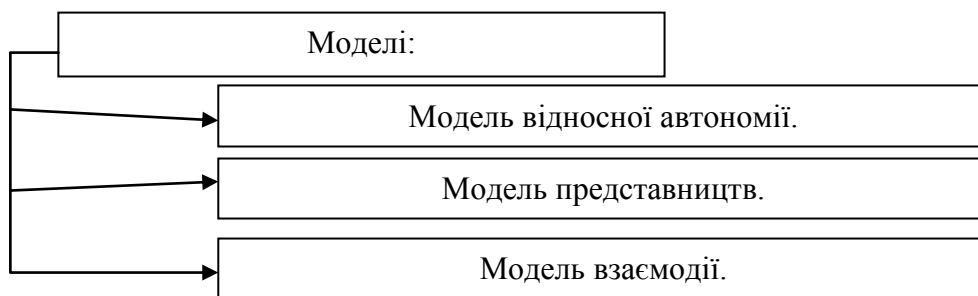 Моделі:
Модель відносної автономії.
Модель представництв.
Модель взаємодії.